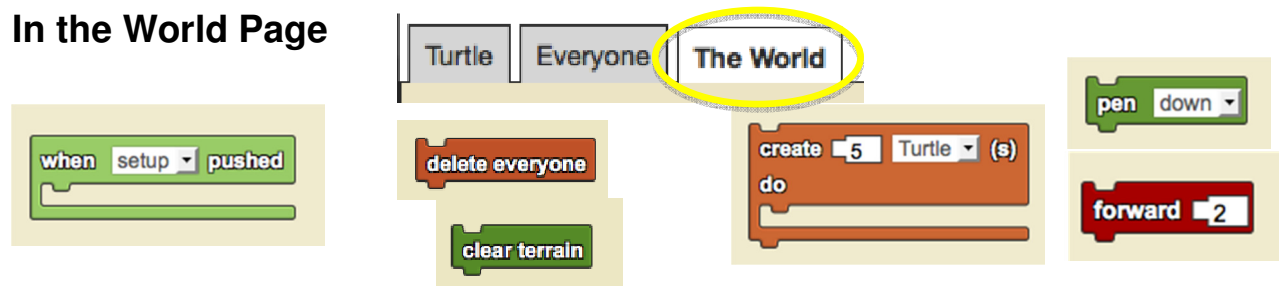 In the World Page
Turtle Everyone The World
when setup pushed
delete everyone
clear terrain
create 5 Turtle (s)
do
pen down
forward 2